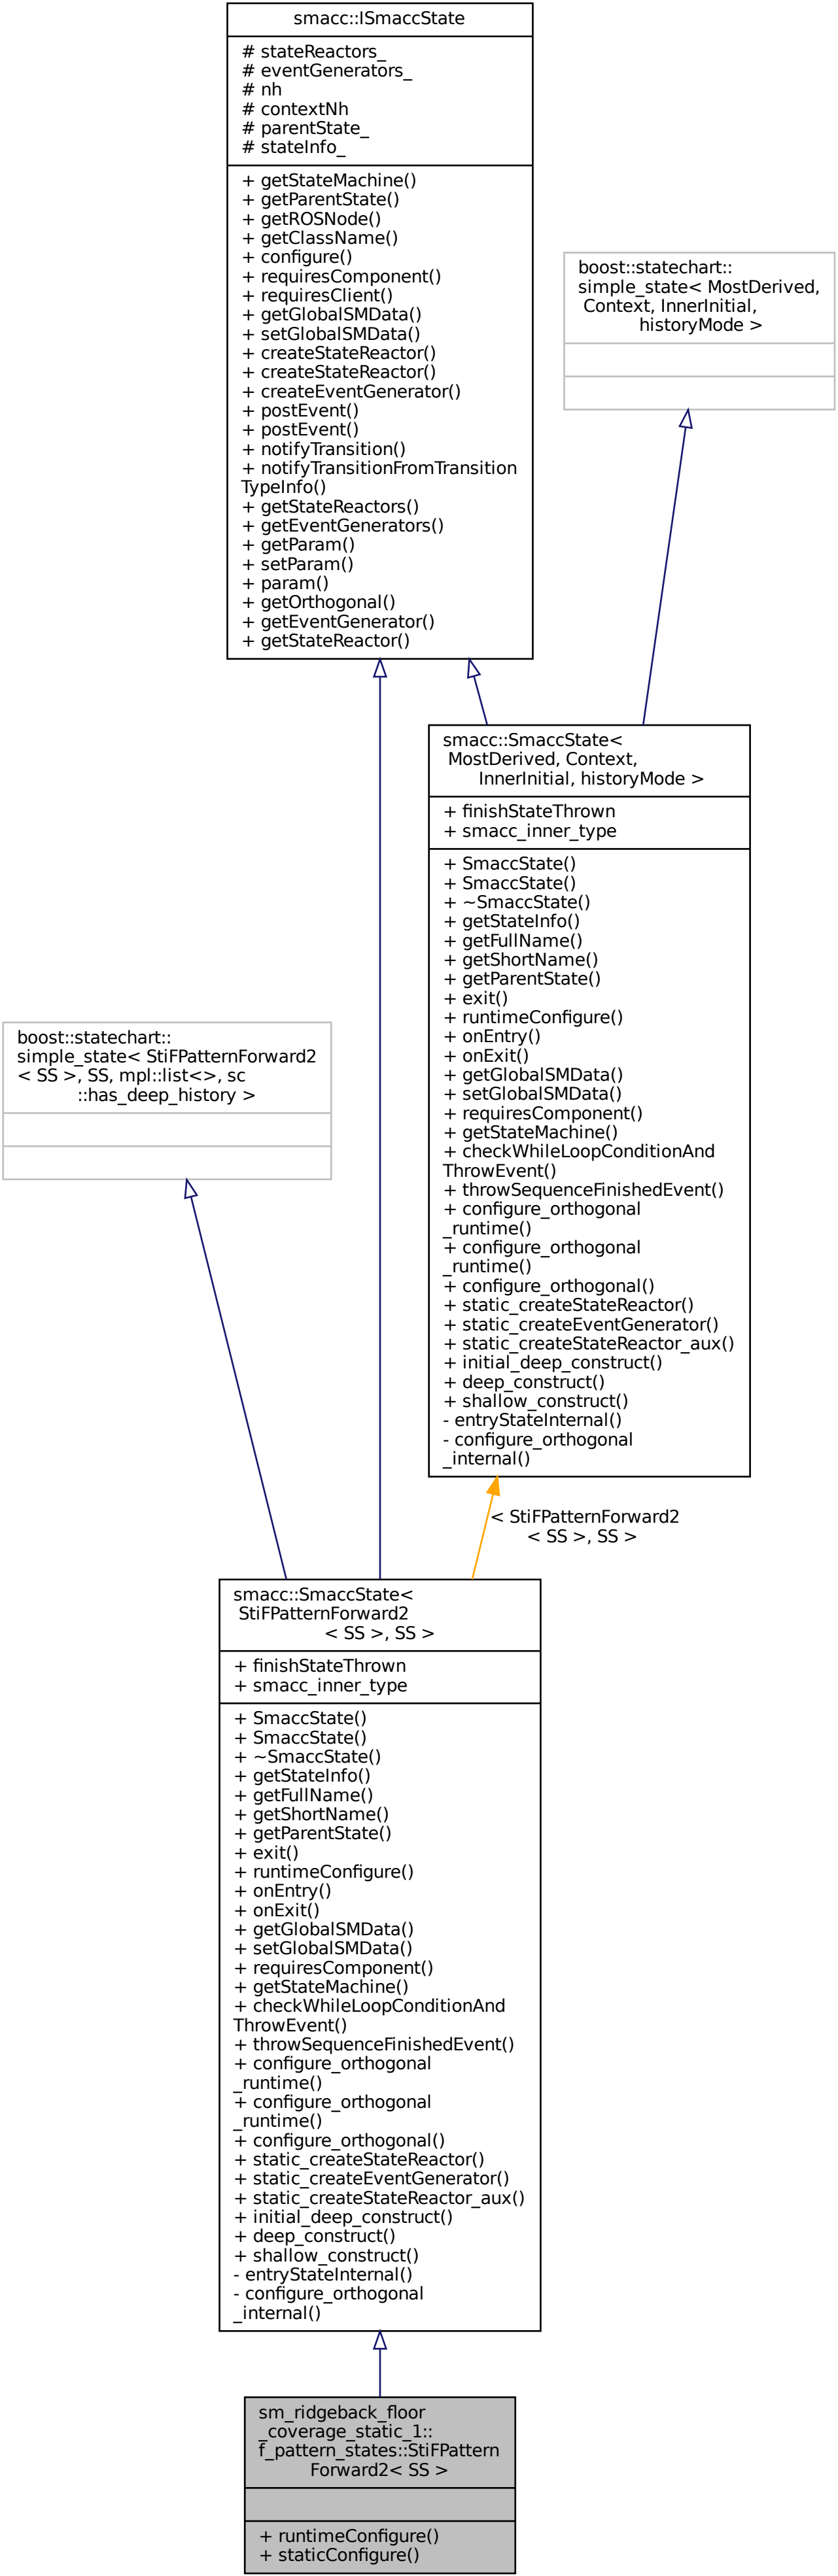 smacc::ISmaccState
# stateReactors_
# eventGenerators_
# nh
# contextNh
# parentState_
# stateInfo_
+ getStateMachine()
+ getParentState()
+ getROSNode()
+ getClassName()
+ configure()
+ requiresComponent()
+ requiresClient()
+ getGlobalSMData()
+ setGlobalSMData()
+ createStateReactor()
+ createStateReactor()
+ createEventGenerator()
+ postEvent()
+ postEvent()
+ notifyTransition()
+ notifyTransitionFromTransition
TypeInfo()
+ getStateReactors()
+ getEventGenerators()
+ getParam()
+ setParam()
+ param()
+ getOrthogonal()
+ getEventGenerator()
+ getStateReactor()
boost::statechart::
simple_state< MostDerived,
Context, InnerInitial,
historyMode >
smacc::SmaccState<
MostDerived, Context,
InnerInitial, historyMode >
+ finishStateThrown
+ smacc_inner_type
+ SmaccState()
+ SmaccState()
+ ~SmaccState()
+ getStateInfo()
+ getFullName()
+ getShortName()
+ getParentState()
+ exit()
+ runtimeConfigure()
+ onEntry()
+ onExit()
+ getGlobalSMData()
+ setGlobalSMData()
+ requiresComponent()
+ getStateMachine()
+ checkWhileLoopConditionAnd
ThrowEvent()
+ throwSequenceFinishedEvent()
+ configure_orthogonal
_runtime()
+ configure_orthogonal
_runtime()
+ configure_orthogonal()
+ static_createStateReactor()
+ static_createEventGenerator()
+ static_createStateReactor_aux()
+ initial_deep_construct()
+ deep_construct()
+ shallow_construct()
- entryStateInternal()
- configure_orthogonal
_internal()
boost::statechart::
simple_state< StiFPatternForward2
< SS >, SS, mpl::list<>, sc
::has_deep_history >
< StiFPatternForward2
< SS >, SS >
smacc::SmaccState<
StiFPatternForward2
< SS >, SS >
+ finishStateThrown
+ smacc_inner_type
+ SmaccState()
+ SmaccState()
+ ~SmaccState()
+ getStateInfo()
+ getFullName()
+ getShortName()
+ getParentState()
+ exit()
+ runtimeConfigure()
+ onEntry()
+ onExit()
+ getGlobalSMData()
+ setGlobalSMData()
+ requiresComponent()
+ getStateMachine()
+ checkWhileLoopConditionAnd
ThrowEvent()
+ throwSequenceFinishedEvent()
+ configure_orthogonal
_runtime()
+ configure_orthogonal
_runtime()
+ configure_orthogonal()
+ static_createStateReactor()
+ static_createEventGenerator()
+ static_createStateReactor_aux()
+ initial_deep_construct()
+ deep_construct()
+ shallow_construct()
- entryStateInternal()
- configure_orthogonal
_internal()
sm_ridgeback_floor
_coverage_static_1::
f_pattern_states::StiFPattern
Forward2< SS >
+ runtimeConfigure()
+ staticConfigure()